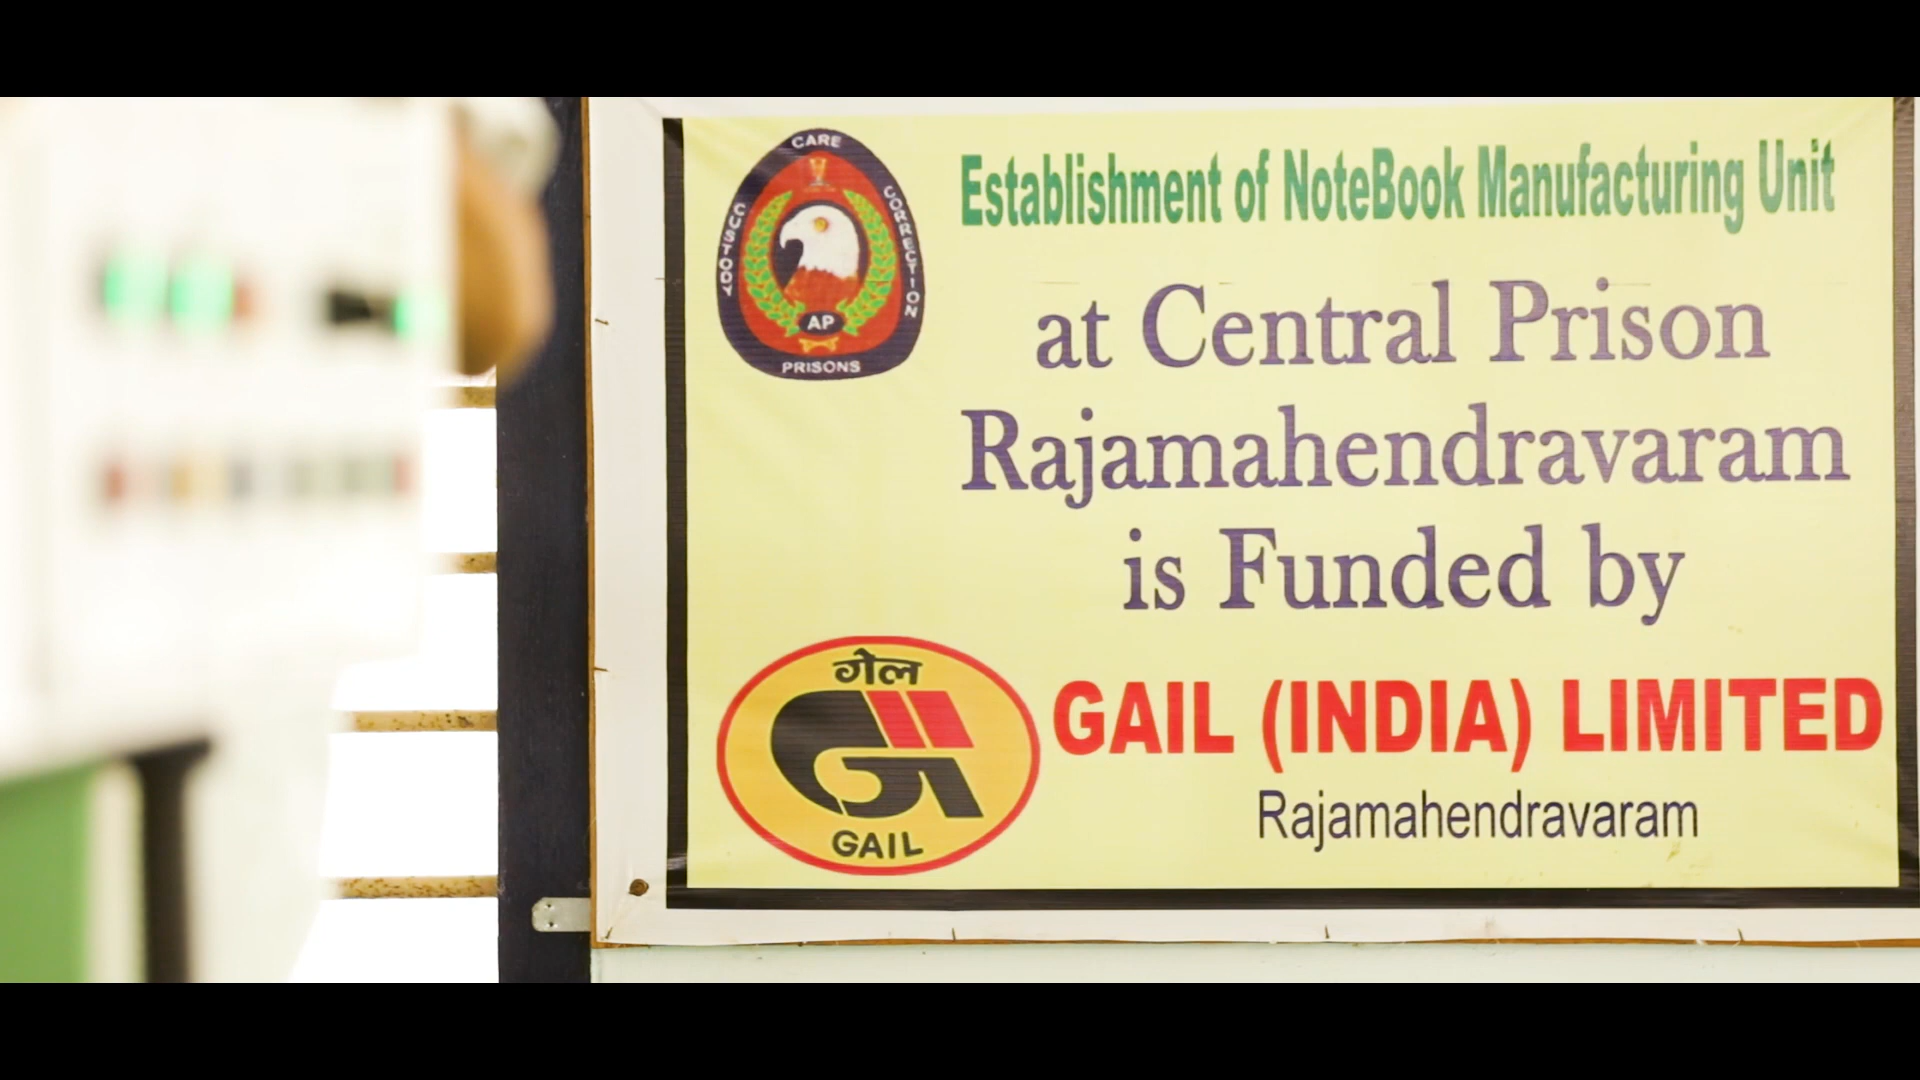 CARE
CUSTODY
CORRECTION
AP
PRISONS
Establishment of NoteBook Manufacturing Unit
at Central Prison
Rajamahendravaram
is Funded by
गेल
GAIL
GAIL (INDIA) LIMITED
Rajamahendravaram